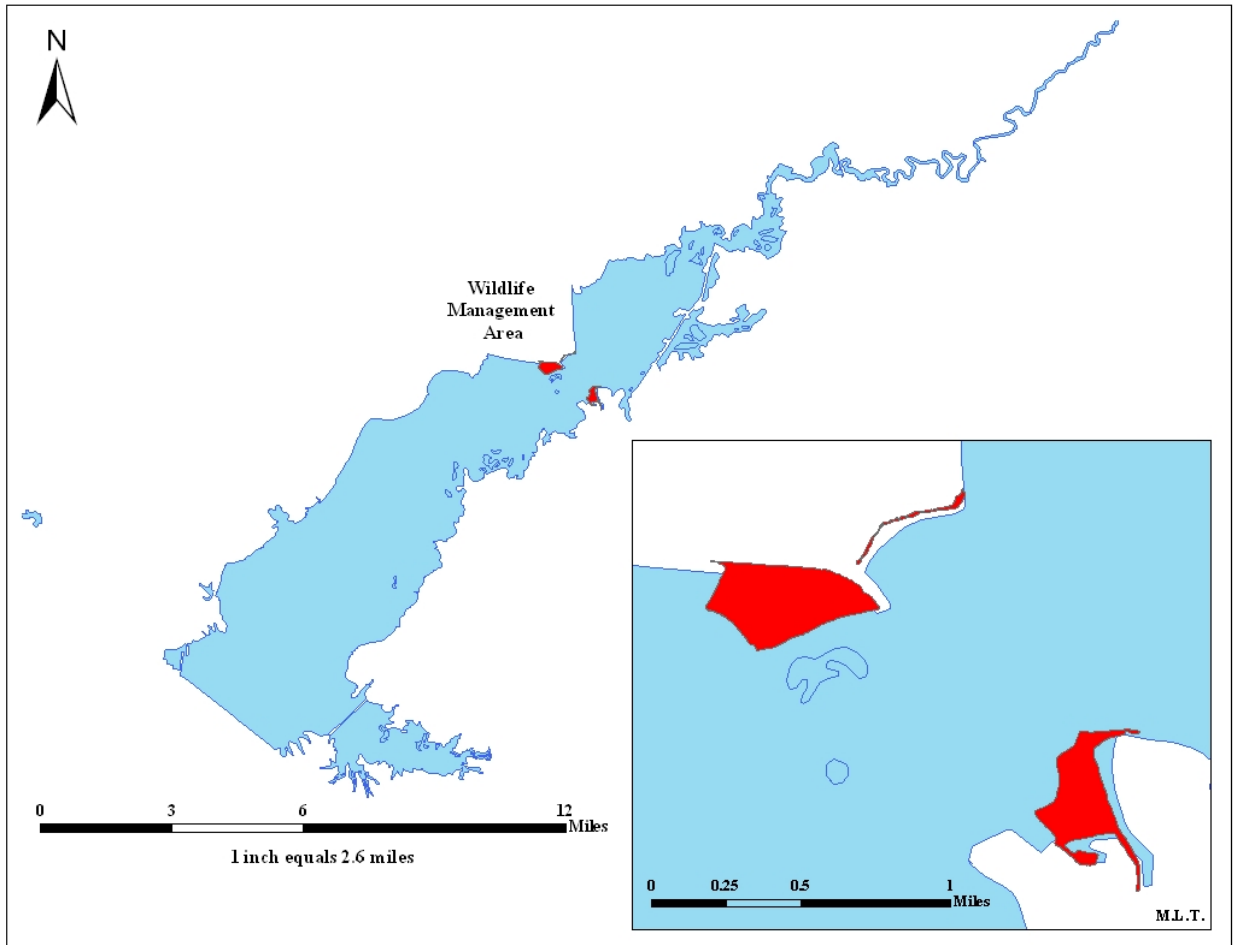 N
Wildlife
Management
Area
0 3 6 12
Miles
1 inch equals 2.6 miles
0 0.25 0.5 1
Miles
M.L.T.